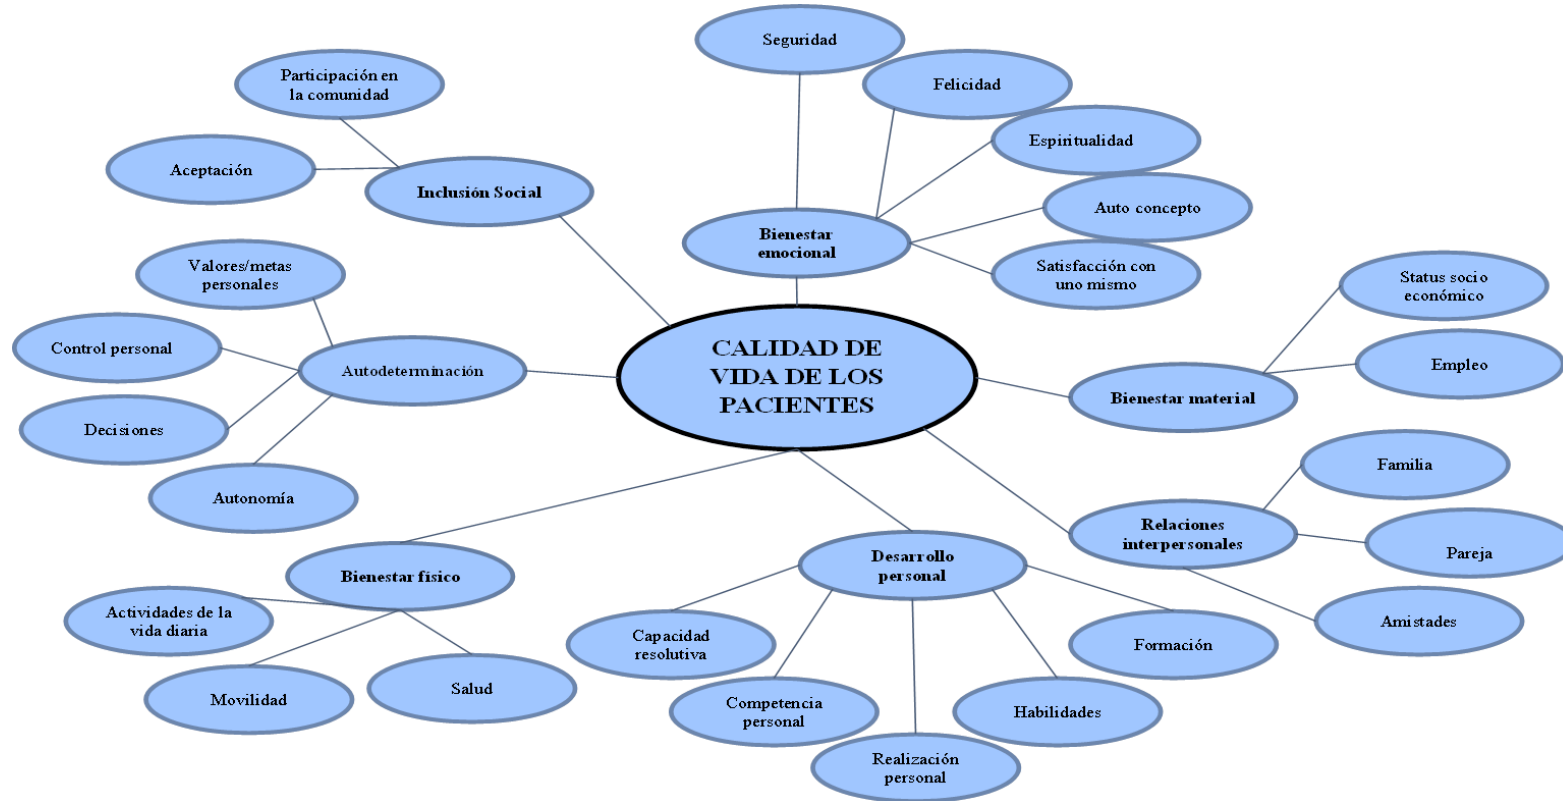 Seguridad
Participación en
la comunidad
Felicidad
Espiritualidad
Aceptación
Inclusión Social
Auto concepto
Bienestar
emocional
Satisfacción con
uno mismo
Valores/metas
personales
Status socio
económico
Control personal
Autodeterminación
CALIDAD DE
VIDA DE LOS
PACIENTES
Empleo
Bienestar material
Decisiones
Autonomía
Familia
Relaciones
interpersonales
Pareja
Amistades
Bienestar físico
Desarrollo
personal
Actividades de la
vida diaria
Capacidad
resolutiva
Formación
Movilidad
Salud
Competencia
personal
Habilidades
Realización
personal